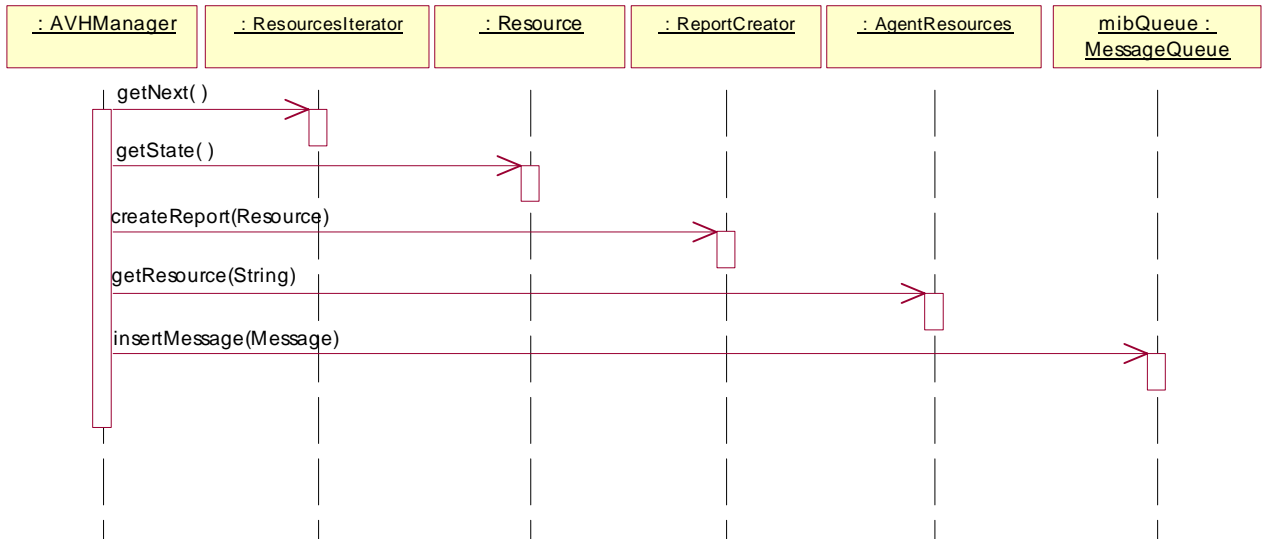 : AVHManager
: ResourcesIterator
: Resource
: ReportCreator
: AgentResources
mibQueue :
MessageQueue
getNext( )
getState( )
createReport(Resource)
getResource(String)
insertMessage(Message)